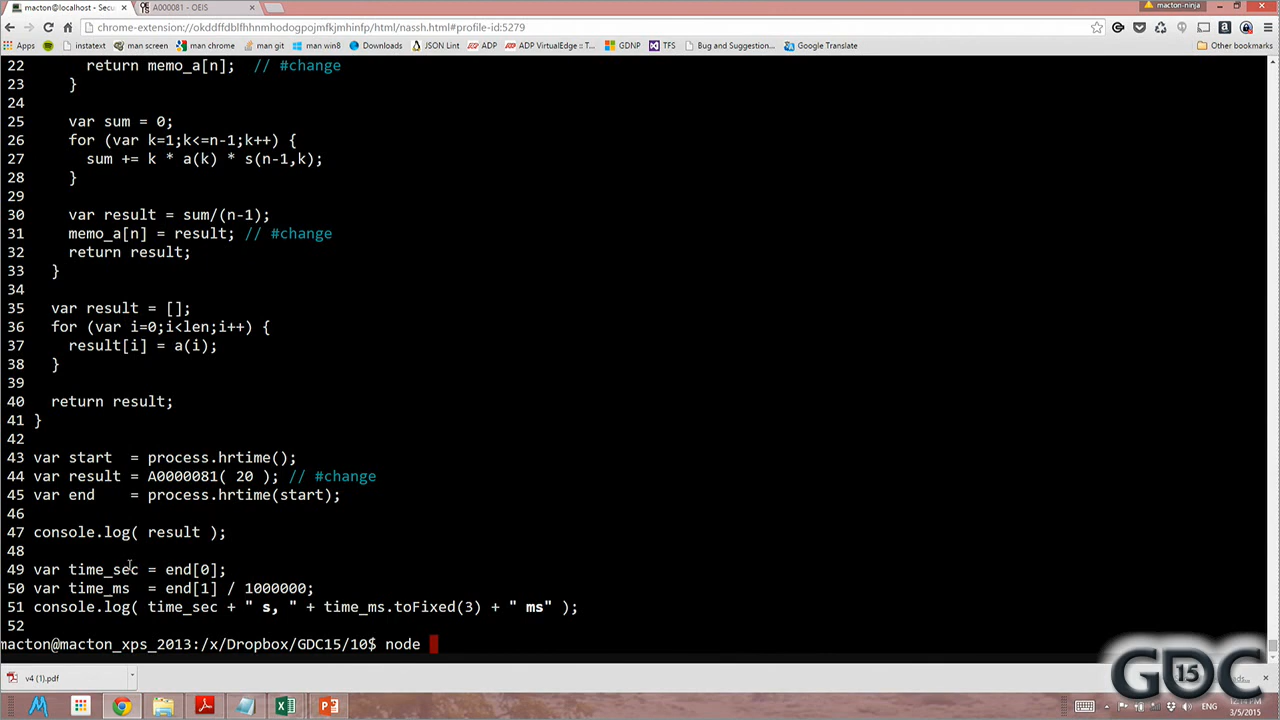 macton@localhost - Secu
A000081 - OEIS
macton-ninja
chrome-extension://okddffdblfhhnmhodogpojmfkjmhinfp/html/nassh.html#profile-id:5279
Apps instatext man screen man chrome man git man win8 Downloads JSON Lint ADP ADP VirtualEdge :: T... GDNP TFS Bug and Suggestion... Google Translate Other bookmarks
22 return memo_a[n]; // #change
23 }
24
25 var sum = 0;
26 for (var k=1;k<=n-1;k++) {
27 sum += k * a(k) * s(n-1,k);
28 }
29
30 var result = sum/(n-1);
31 memo_a[n] = result; // #change
32 return result;
33 }
34
35 var result = [];
36 for (var i=0;i<len;i++) {
37 result[i] = a(i);
38 }
39
40 return result;
41 }
42
43 var start = process.hrtime();
44 var result = A0000081( 20 ); // #change
45 var end = process.hrtime(start);
46
47 console.log( result );
48
49 var time_sec = end[0];
50 var time_ms = end[1] / 1000000;
51 console.log( time_sec + " s, " + time_ms.toFixed(3) + " ms" );
52
macton@macton_xps_2013:/x/Dropbox/GDC15/10$ node
v4 (1).pdf
GDC 15
ENG
3/5/2015